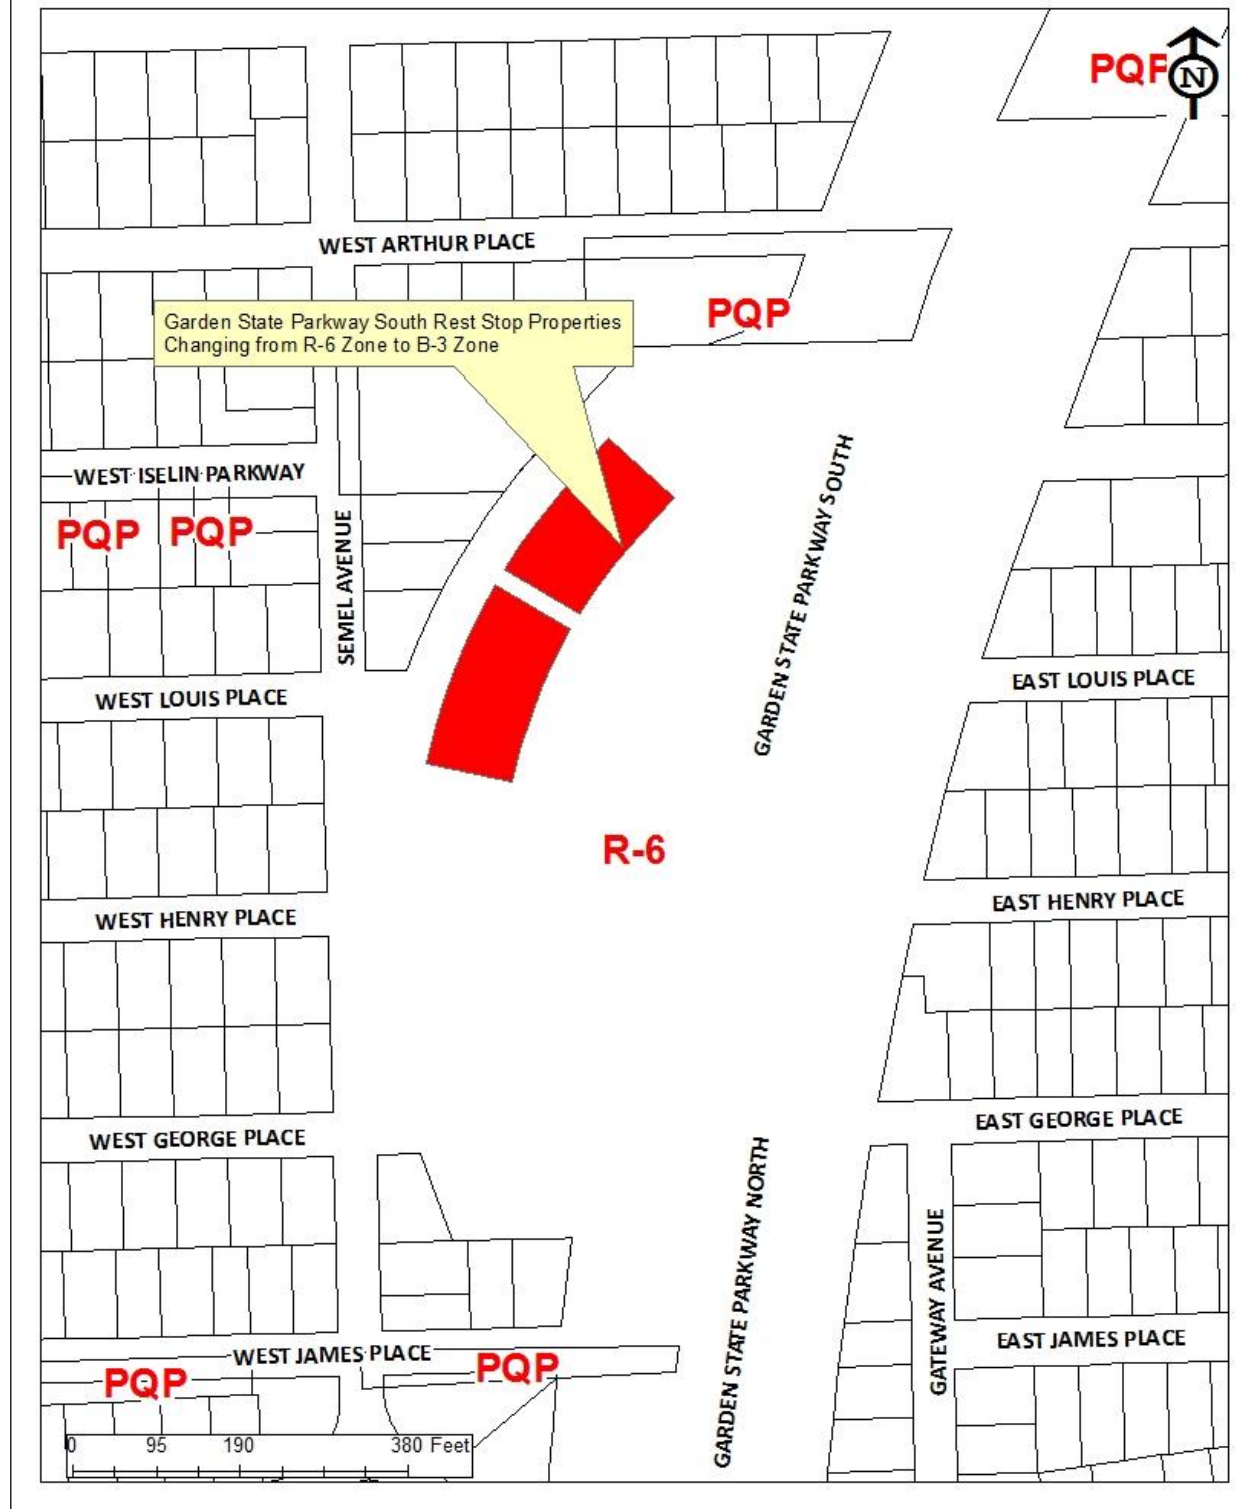 PQP
N
WEST ARTHUR PLACE
PQP
Garden State Parkway South Rest Stop Properties
Changing from R-6 Zone to B-3 Zone
WEST ISELIN PARKWAY
PQP PQP
SEMEL AVENUE
GARDEN STATE PARKWAY SOUTH
WEST LOUIS PLACE
EAST LOUIS PLACE
R-6
WEST HENRY PLACE
EAST HENRY PLACE
WEST GEORGE PLACE
EAST GEORGE PLACE
GARDEN STATE PARKWAY NORTH
GATEWAY AVENUE
WEST JAMES PLACE
EAST JAMES PLACE
PQP
PQP
0 95 190 380 Feet